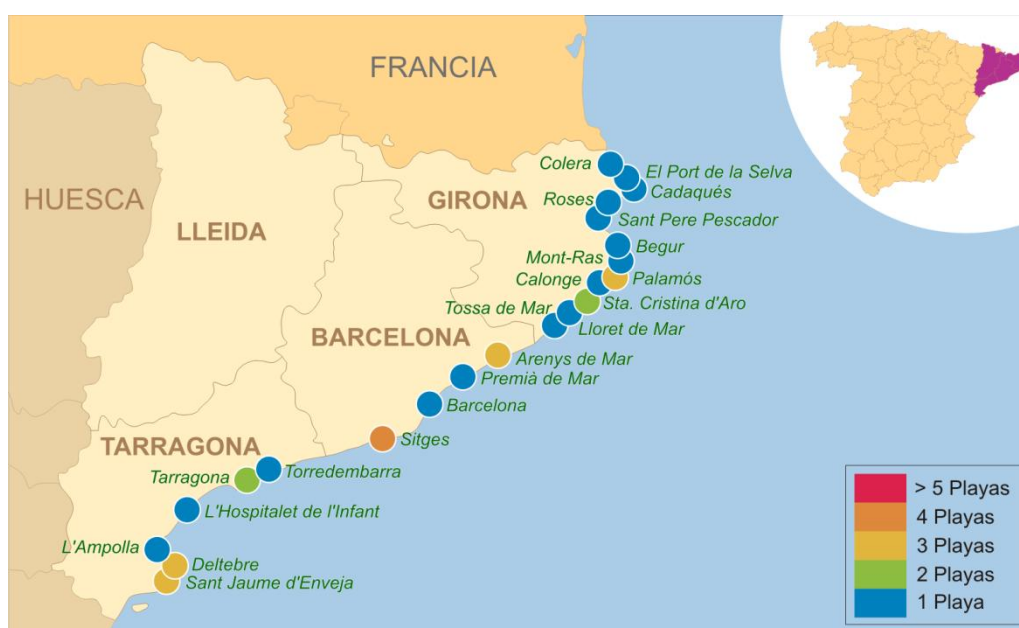 FRANCIA
HUESCA
LLEIDA
GIRONA
BARCELONA
TARRAGONA
Colera
El Port de la Selva
Cadaqués
Roses
Sant Pere Pescador
Begur
Mont-Ras
Calonge
Palamós
Sta. Cristina d'Aro
Tossa de Mar
Lloret de Mar
Arenys de Mar
Premià de Mar
Barcelona
Sitges
Torredembarra
Tarragona
L'Hospitalet de l'Infant
L'Ampolla
Deltebre
Sant Jaume d'Enveja
> 5 Playas
4 Playas
3 Playas
2 Playas
1 Playa